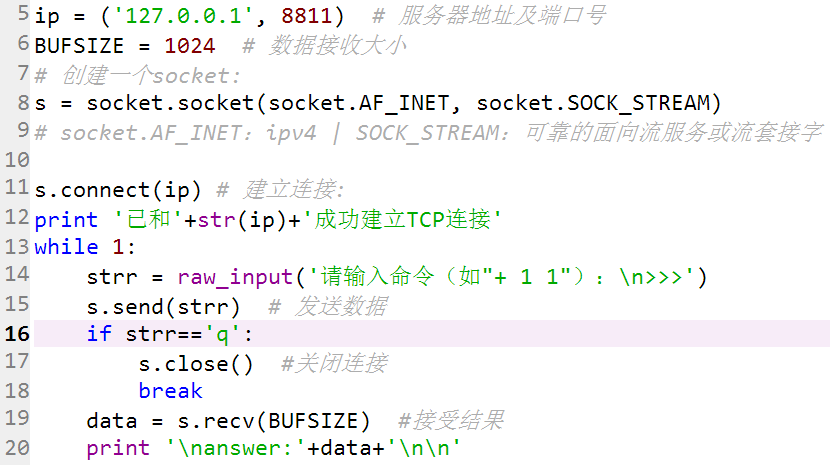 5 ip = ('127.0.0.1', 8811)  # 服务器地址及端口号
6 BUFSIZE = 1024  # 数据接收大小
7 # 创建一个socket:
8 s = socket.socket(socket.AF_INET, socket.SOCK_STREAM)
9 # socket.AF_INET：ipv4 | SOCK_STREAM：可靠的面向流服务或流套接字
10
11 s.connect(ip) # 建立连接:
12 print '已和'+str(ip)+'成功建立TCP连接'
13 while 1:
14     strr = raw_input('请输入命令（如"+ 1 1"）：\n>>>')
15     s.send(strr)  # 发送数据
16     if strr=='q':
17         s.close()  #关闭连接
18         break
19     data = s.recv(BUFSIZE)  #接受结果
20     print '\nanswer:'+data+'\n\n'